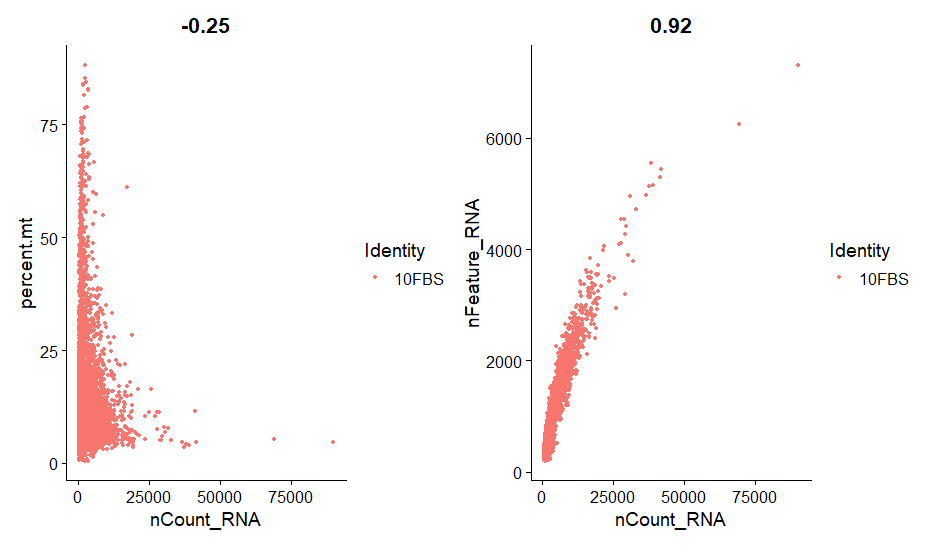 -0.25
percent.mt
75
50
25
0
0
25000
50000
75000
nCount_RNA
Identity
10FBS
0.92
nFeature_RNA
6000
4000
2000
0
0
25000
50000
75000
nCount_RNA
Identity
10FBS